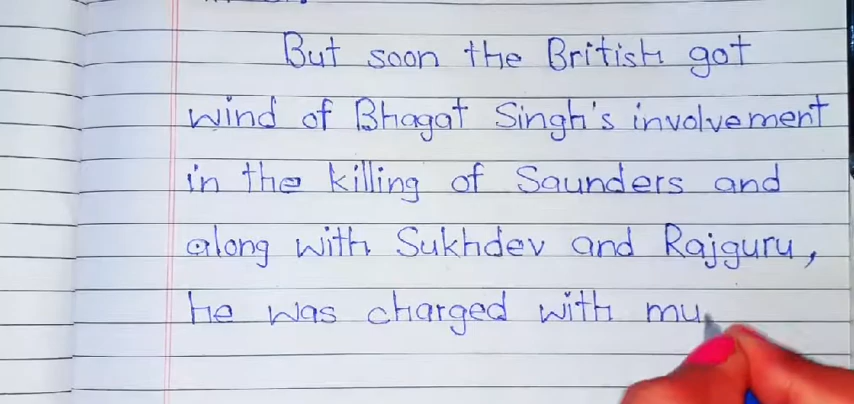 But soon the British got
wind of Bhagat Singh's involvement
in the killing of Saunders and
along with Sukhdev and Rajguru,
he was charged with mu